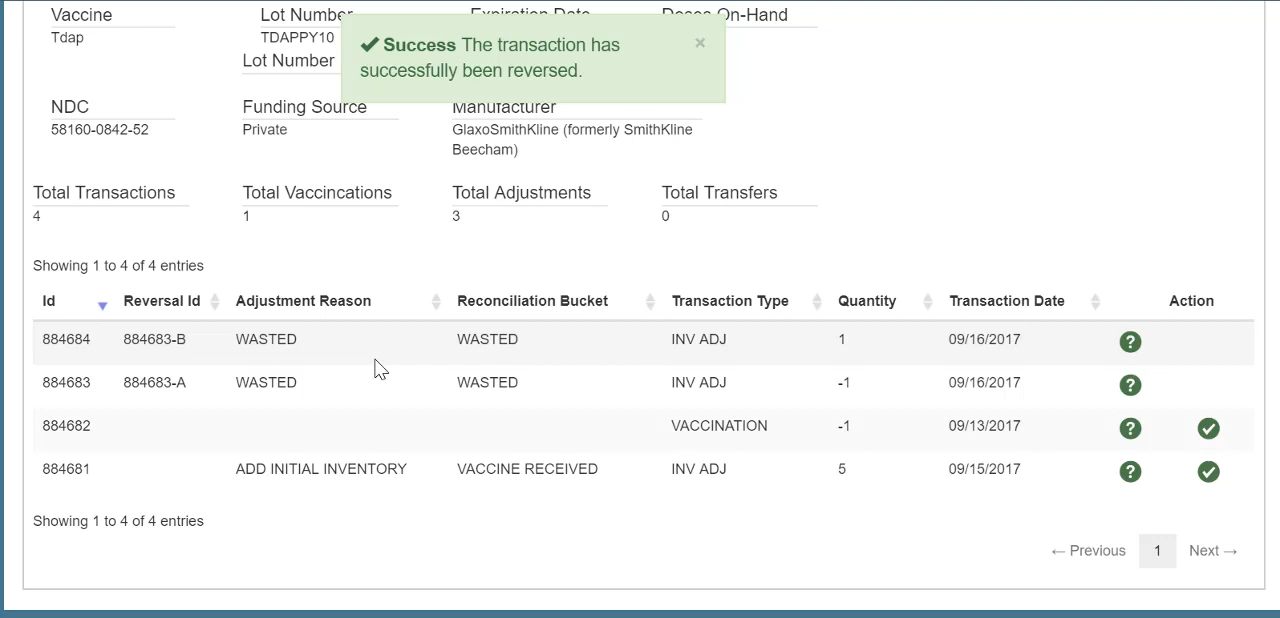 Vaccine Lot Number Expiration Date Doses On-Hand
Tdap TDAPPY10
Lot Number
✔ Success The transaction has ×
successfully been reversed.
NDC Funding Source Manufacturer
58160-0842-52 Private GlaxoSmithKline (formerly SmithKline
Beecham)
Total Transactions Total Vaccincations Total Adjustments Total Transfers
4 1 3 0
Showing 1 to 4 of 4 entries
Id Reversal Id Adjustment Reason Reconciliation Bucket Transaction Type Quantity Transaction Date Action
884684 884683-B WASTED WASTED INV ADJ 1 09/16/2017 ?
884683 884683-A WASTED WASTED INV ADJ -1 09/16/2017 ?
884682 VACCINATION -1 09/13/2017 ?
884681 ADD INITIAL INVENTORY VACCINE RECEIVED INV ADJ 5 09/15/2017 ?
Showing 1 to 4 of 4 entries
← Previous 1 Next →